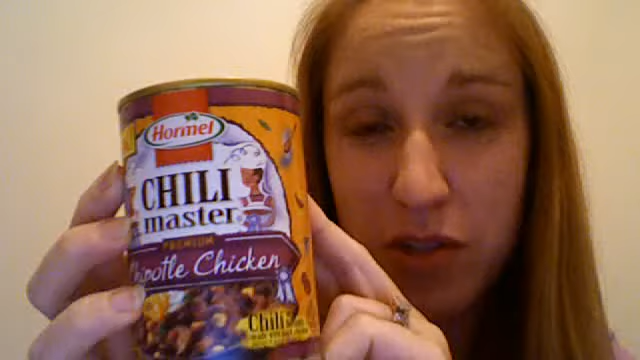 Hormel
CHILI
master
PREMIUM
Chipotle Chicken
Chili